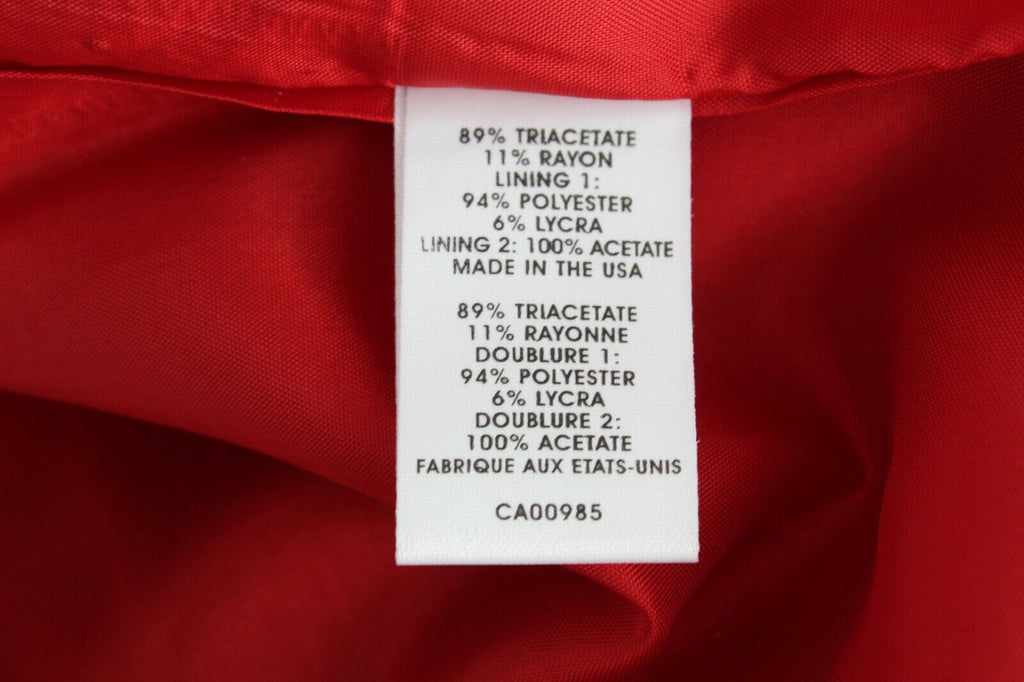 89% TRIACETATE
11% RAYON
LINING 1:
94% POLYESTER
6% LYCRA
LINING 2: 100% ACETATE
MADE IN THE USA
89% TRIACETATE
11% RAYONNE
DOUBLURE 1:
94% POLYESTER
6% LYCRA
DOUBLURE 2:
100% ACETATE
FABRIQUE AUX ETATS-UNIS
CA00985